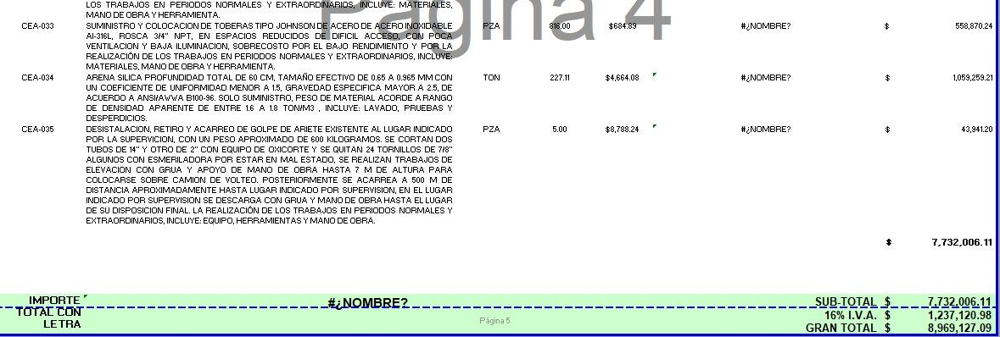 LOS TRABAJOS EN PERIODOS NORMALES Y EXTRAORDINARIOS, INCLUYE: MATERIALES,
MANO DE OBRA Y HERRAMIENTA.
Página 4
CEA-033 SUMINISTRO Y COLOCACION DE TOBERAS TIPO JOHNSON DE ACERO DE ACERO INOXIDABLE PZA 816.00 $684.89 #¿NOMBRE? $ 558,870.24
AI-316L, ROSCA 3/4" NPT, EN ESPACIOS REDUCIDOS DE DIFICIL ACCESO, CON POCA
VENTILACION Y BAJA ILUMINACION, SOBRECOSTO POR EL BAJO RENDIMIENTO Y POR LA
REALIZACIÓN DE LOS TRABAJOS EN PERIODOS NORMALES Y EXTRAORDINARIOS, INCLUYE:
MATERIALES, MANO DE OBRA Y HERRAMIENTA.
CEA-034 ARENA SILICA PROFUNDIDAD TOTAL DE 60 CM, TAMAÑO EFECTIVO DE 0.65 A 0.965 MM CON TON 227.11 $4,664.08 #¿NOMBRE? $ 1,059,259.21
UN COEFICIENTE DE UNIFORMIDAD MENOR A 1.5, GRAVEDAD ESPECIFICA MAYOR A 2.5, DE
ACUERDO A ANSI/AWWA B100-96. SOLO SUMINISTRO, PESO DE MATERIAL ACORDE A RANGO
DE DENSIDAD APARENTE DE ENTRE 1.6 A 1.8 TON/M3 , INCLUYE: LAVADO, PRUEBAS Y
DESPERDICIOS.
CEA-035 DESISTALACION, RETIRO Y ACARREO DE GOLPE DE ARIETE EXISTENTE AL LUGAR INDICADO PZA 5.00 $8,788.24 #¿NOMBRE? $ 43,941.20
POR LA SUPERVICION, CON UN PESO APROXIMADO DE 600 KILOGRAMOS. SE CORTAN DOS
TUBOS DE 14" Y OTRO DE 2" CON EQUIPO DE OXICORTE Y SE QUITAN 24 TORNILLOS DE 7/8"
ALGUNOS CON ESMERILADORA POR ESTAR EN MAL ESTADO, SE REALIZAN TRABAJOS DE
ELEVACION CON GRUA Y APOYO DE MANO DE OBRA HASTA 7 M DE ALTURA PARA
COLOCARSE SOBRE CAMION DE VOLTEO. POSTERIORMENTE SE ACARREA A 500 M DE
DISTANCIA APROXIMADAMENTE HASTA LUGAR INDICADO POR SUPERVISION, EN EL LUGAR
INDICADO POR SUPERVISION SE DESCARGA CON GRUA Y MANO DE OBRA HASTA EL LUGAR
DE SU DISPOSICION FINAL. LA REALIZACIÓN DE LOS TRABAJOS EN PERIODOS NORMALES Y
EXTRAORDINARIOS, INCLUYE: EQUIPO, HERRAMIENTAS Y MANO DE OBRA.
$ 7,732,006.11
IMPORTE #¿NOMBRE? SUB-TOTAL $ 7,732,006.11
TOTAL CON 16% I.V.A. $ 1,237,120.98
LETRA Página 5 GRAN TOTAL $ 8,969,127.09